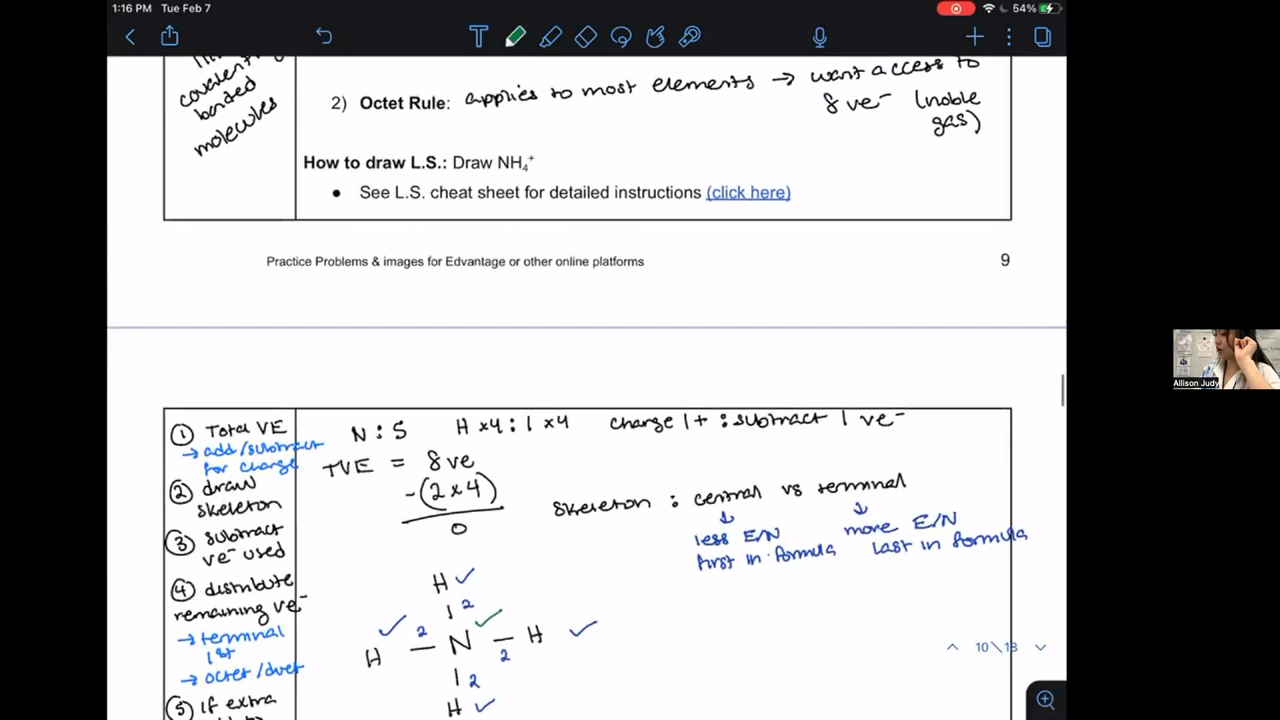 1:16 PM Tue Feb 7
54%
covalently
bonded
molecules
2) Octet Rule: applies to most elements → want access to
8 ve⁻ (noble
gas)
How to draw L.S.: Draw NH₄⁺
● See L.S. cheat sheet for detailed instructions (click here)
Practice Problems & images for Edvantage or other online platforms
9
① Total VE
→ add/subtract
for charge
② draw
skeleton
③ subtract
ve⁻ used
④ distribute
remaining ve⁻
→ terminal
1st
→ octet/duet
⑤ if extra
N : 5 H x4 : 1 x4 charge 1+ : subtract 1 ve⁻
TVE = 8 ve
-(2 x 4)
0
skeleton : central vs terminal
less E/N
first in formula
more E/N
last in formula
H
2
H 2 N H
2
2
H
10\18
Allison Judy